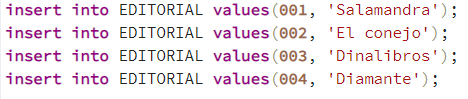 insert into EDITORIAL values(001, 'Salamandra');
insert into EDITORIAL values(002, 'El conejo');
insert into EDITORIAL values(003, 'Dinalibros');
insert into EDITORIAL values(004, 'Diamante');